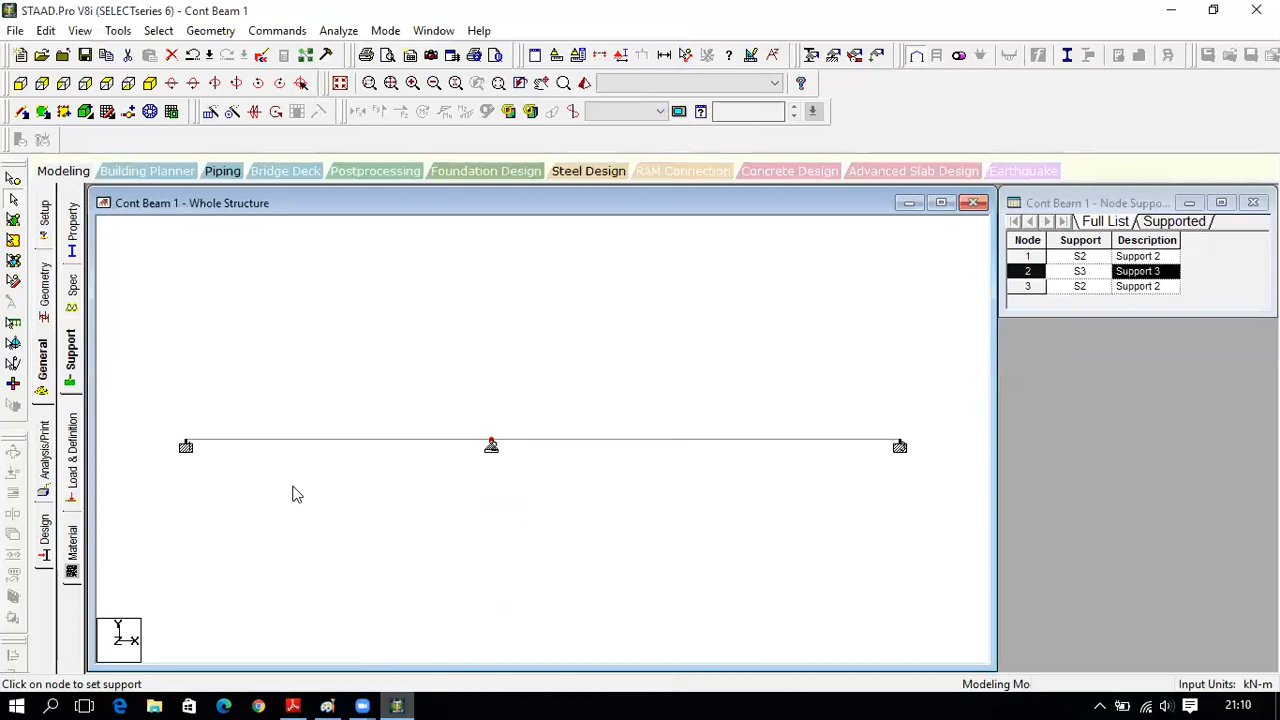 STAAD.Pro V8i (SELECTseries 6) - Cont Beam 1
File Edit View Tools Select Geometry Commands Analyze Mode Window Help
Modeling Building Planner Piping Bridge Deck Postprocessing Foundation Design Steel Design RAM Connection Concrete Design Advanced Slab Design Earthquake
Setup
Geometry
General
Analysis/Print
Design
Property
Spec
Support
Load & Definition
Material
Cont Beam 1 - Whole Structure
Y
Z X
Cont Beam 1 - Node Suppo...
Full List Supported
Node Support Description
1 S2 Support 2
2 S3 Support 3
3 S2 Support 2
Click on node to set support
Modeling Mo
Input Units: kN-m
21:10